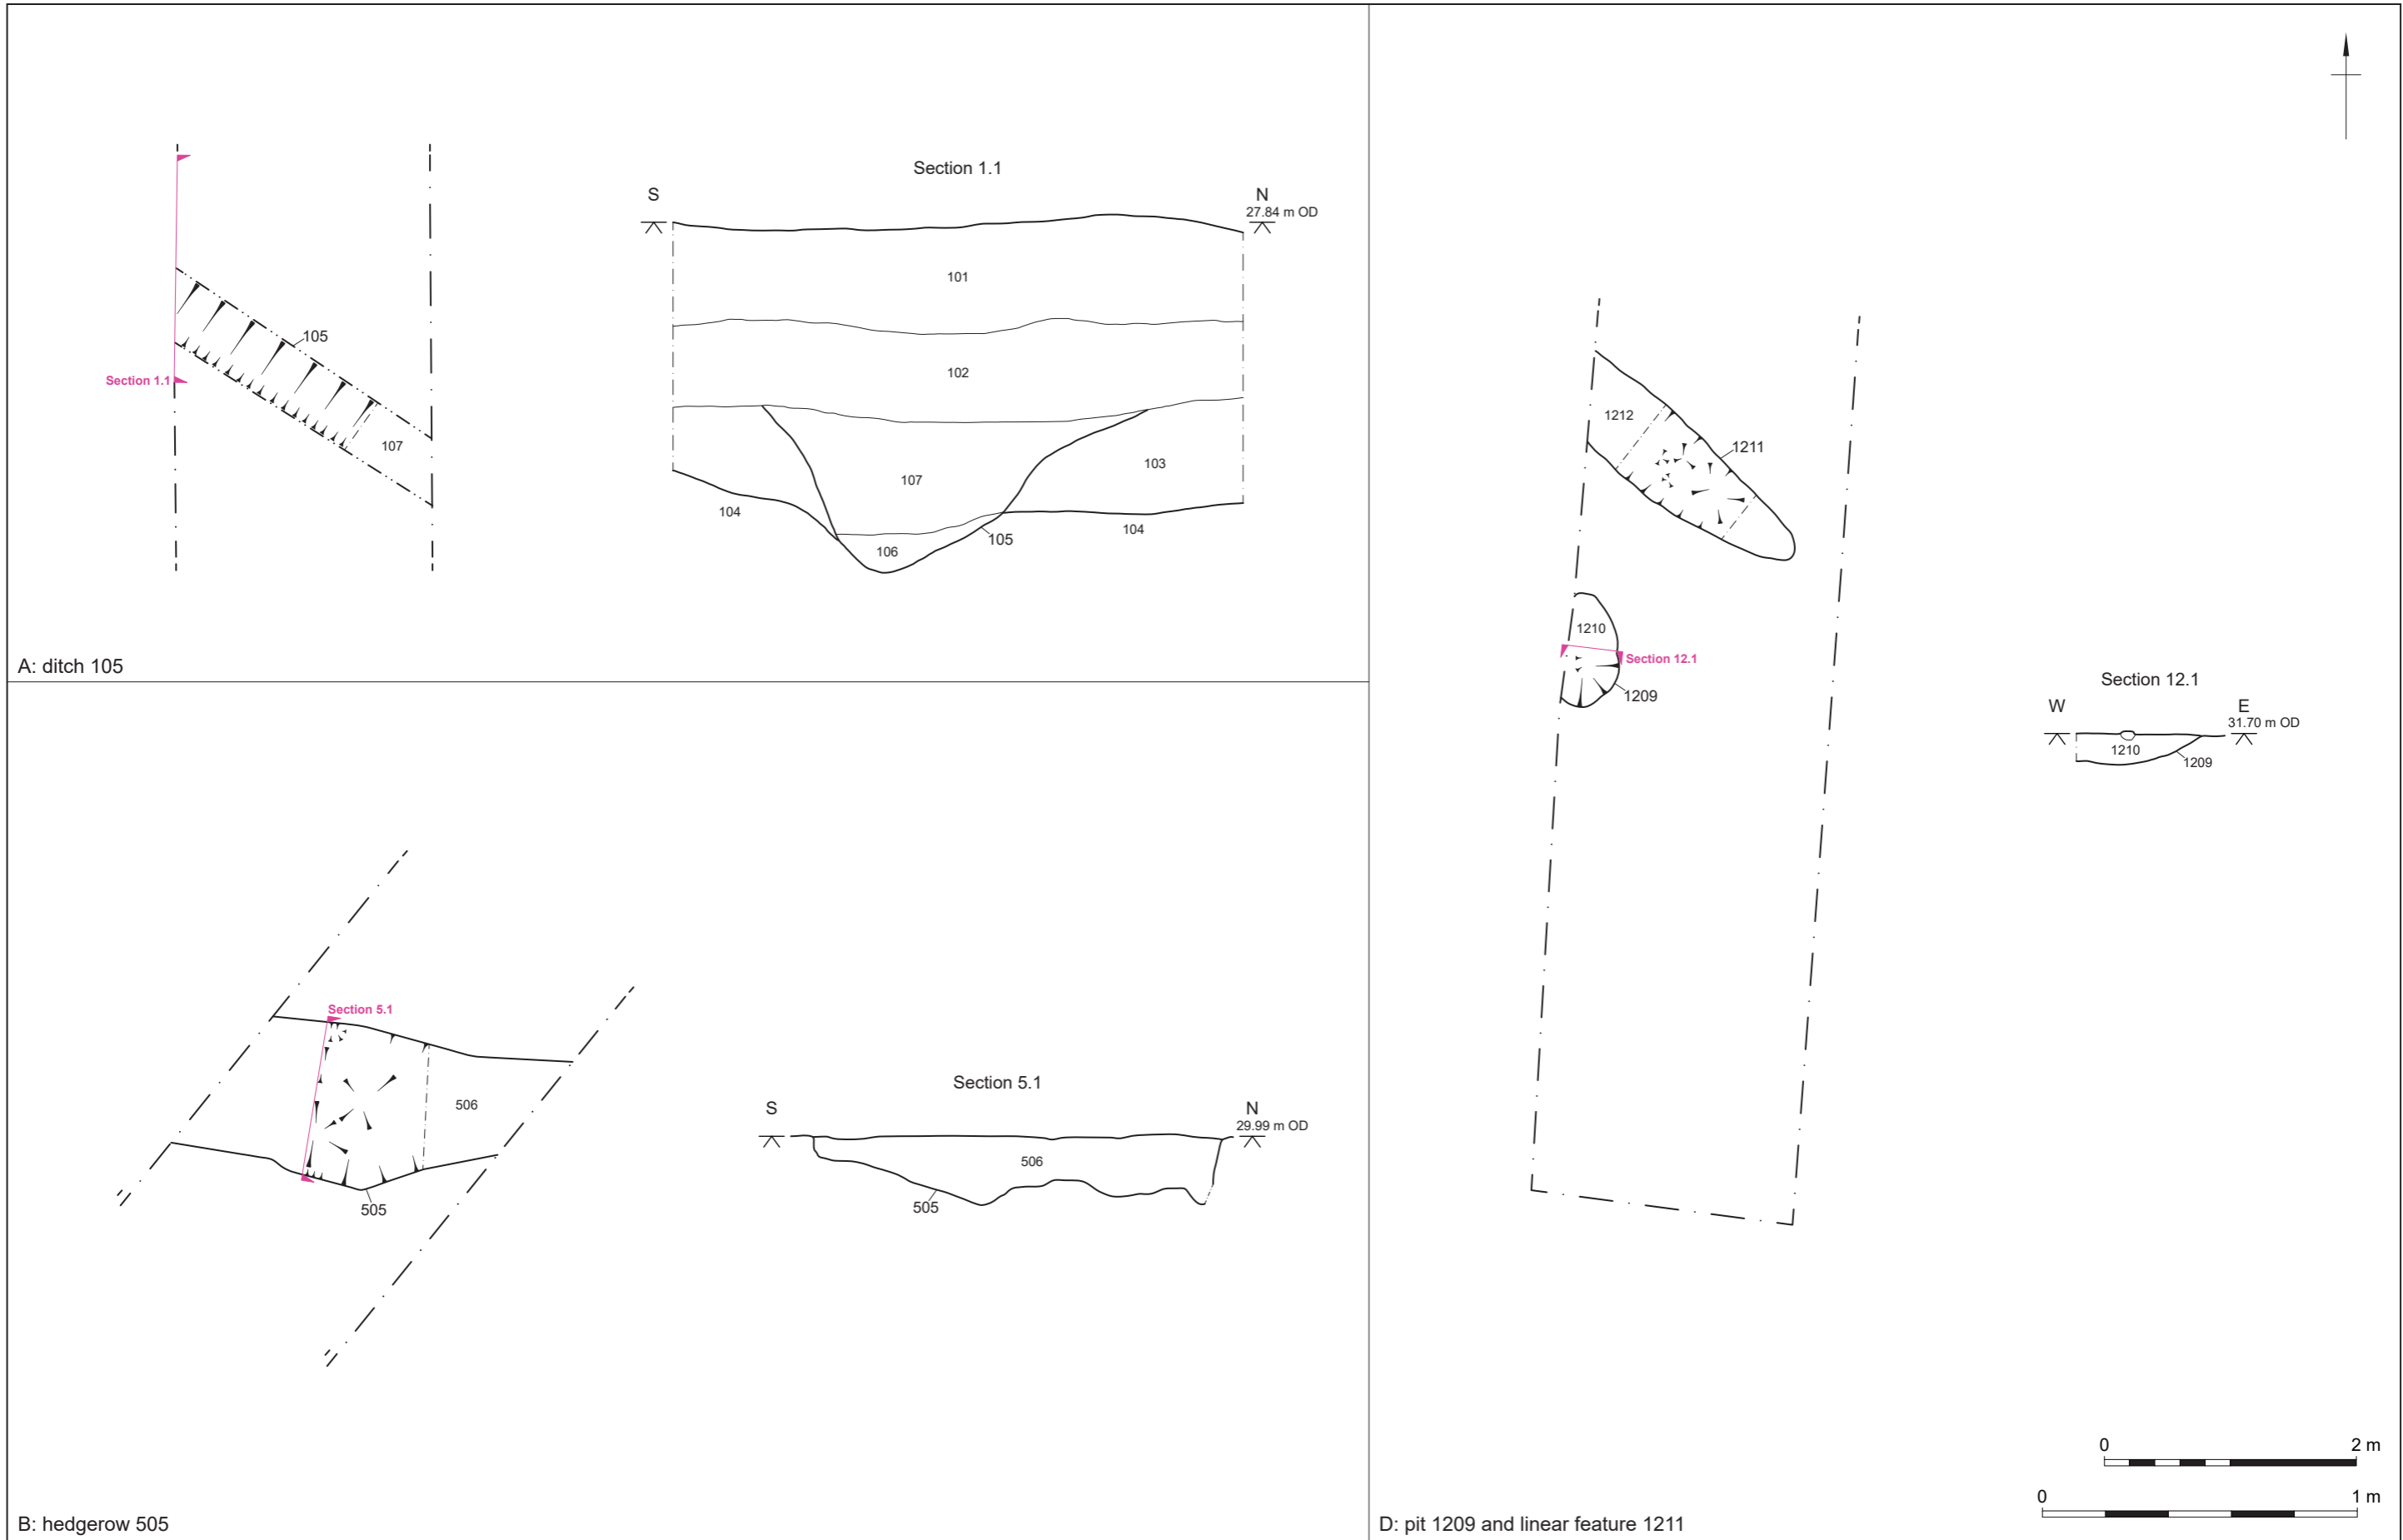 Section 1.1
S
N
27.84 m OD
101
102
103
107
104
104
105
106
105
107
Section 1.1
A: ditch 105
Section 5.1
506
505
Section 5.1
S
N
29.99 m OD
506
505
B: hedgerow 505
1212
1211
1210
Section 12.1
1209
Section 12.1
W
E
31.70 m OD
1210
1209
0
2 m
0
1 m
D: pit 1209 and linear feature 1211